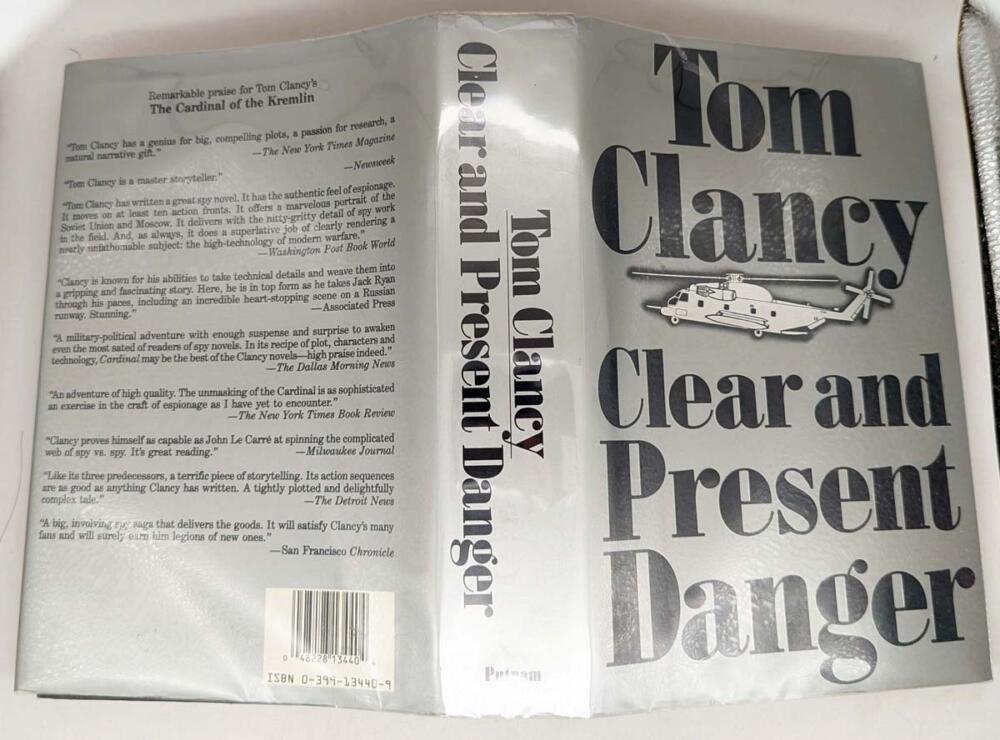 Remarkable praise for Tom Clancy's
The Cardinal of the Kremlin
"Tom Clancy has a genius for big, compelling plots, a passion for research, a
natural narrative gift."
—The New York Times Magazine
"Tom Clancy is a master storyteller."
—Newsweek
"Tom Clancy has written a great spy novel. It has the authentic feel of espionage.
It moves on at least ten action fronts. It offers a marvelous portrait of the
Soviet Union and Moscow. It delivers with the nitty-gritty detail of spy work
in the field. And, as always, it does a superlative job of clearly rendering a
nearly unfathomable subject: the high-technology of modern warfare."
—Washington Post Book World
"Clancy is known for his abilities to take technical details and weave them into
a gripping and fascinating story. Here, he is in top form as he takes Jack Ryan
through his paces, including an incredible heart-stopping scene on a Russian
runway. Stunning."
—Associated Press
"A military-political adventure with enough suspense and surprise to awaken
even the most sated of readers of spy novels. In its recipe of plot, characters and
technology, Cardinal may be the best of the Clancy novels—high praise indeed."
—The Dallas Morning News
"An adventure of high quality. The unmasking of the Cardinal is as sophisticated
an exercise in the craft of espionage as I have yet to encounter."
—The New York Times Book Review
"Clancy proves himself as capable as John Le Carré at spinning the complicated
web of spy vs. spy. It's great reading."
—Milwaukee Journal
"Like its three predecessors, a terrific piece of storytelling. Its action sequences
are as good as anything Clancy has written. A tightly plotted and delightfully
complex tale."
—The Detroit News
"A big, involving spy saga that delivers the goods. It will satisfy Clancy's many
fans and will surely earn him legions of new ones."
—San Francisco Chronicle
0 48228 13440 4
ISBN 0-399-13440-9
Tom Clancy
Clear and Present Danger
Putnam
Tom
Clancy
Clear and
Present
Danger